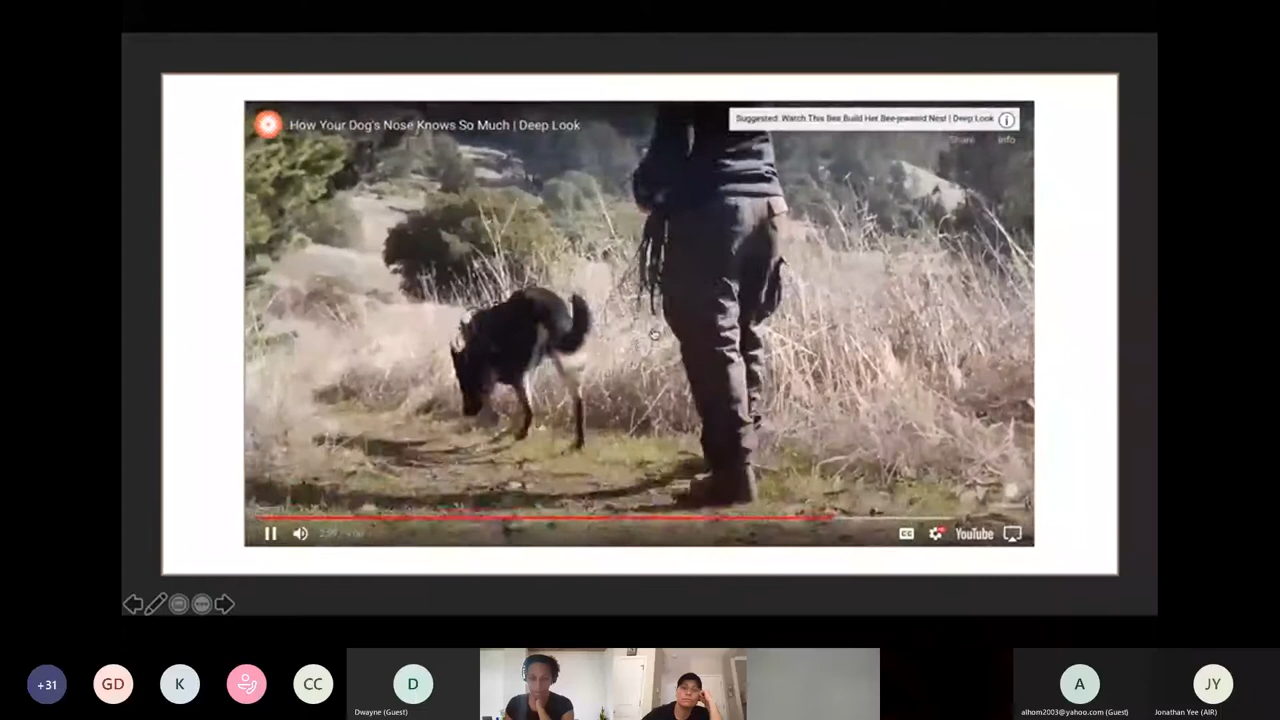 How Your Dog's Nose Knows So Much | Deep Look
Suggested: Watch This Bee Build Her Bee-jeweled Nest | Deep Look
Share
Info
CC
YouTube
+31
GD
K
CC
D
A
JY
Dwayne (Guest)
alhom2003@yahoo.com (Guest)
Jonathan Yee (AIR)